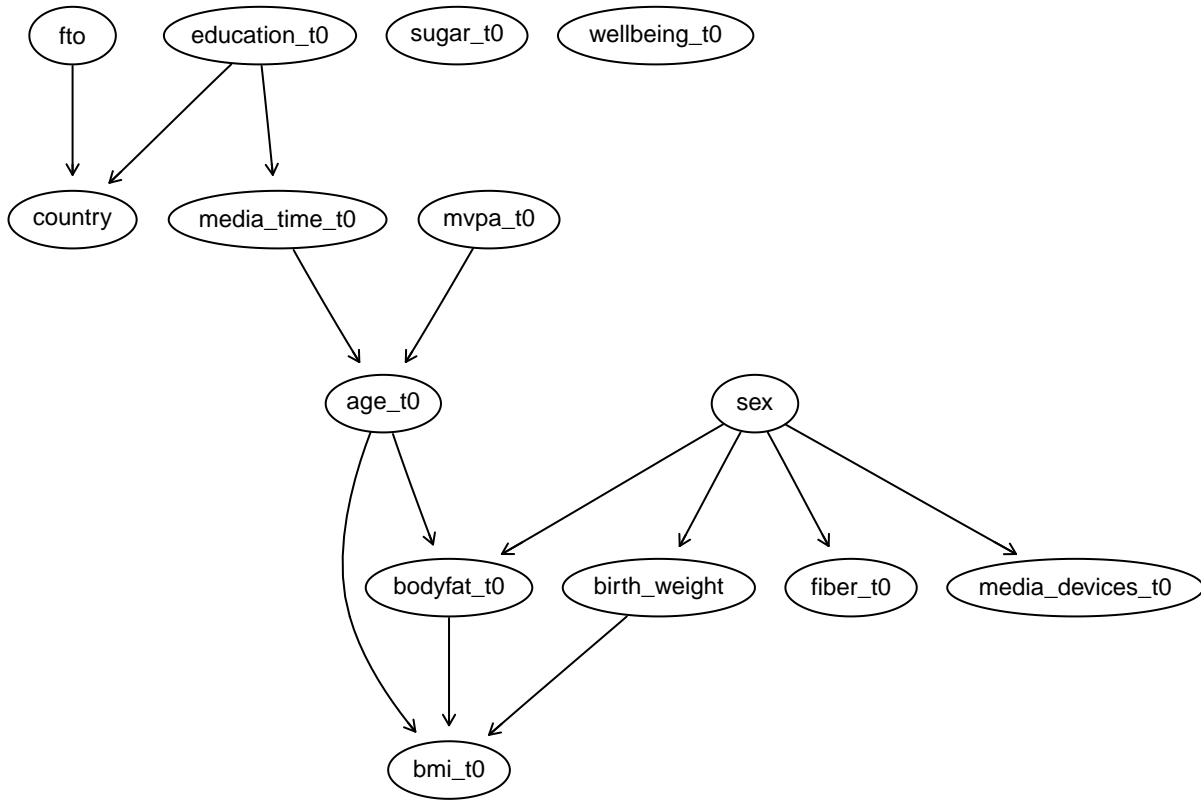 fto
education_t0
sugar_t0
wellbeing_t0
country
media_time_t0
mvpa_t0
age_t0
sex
bodyfat_t0
birth_weight
fiber_t0
media_devices_t0
bmi_t0